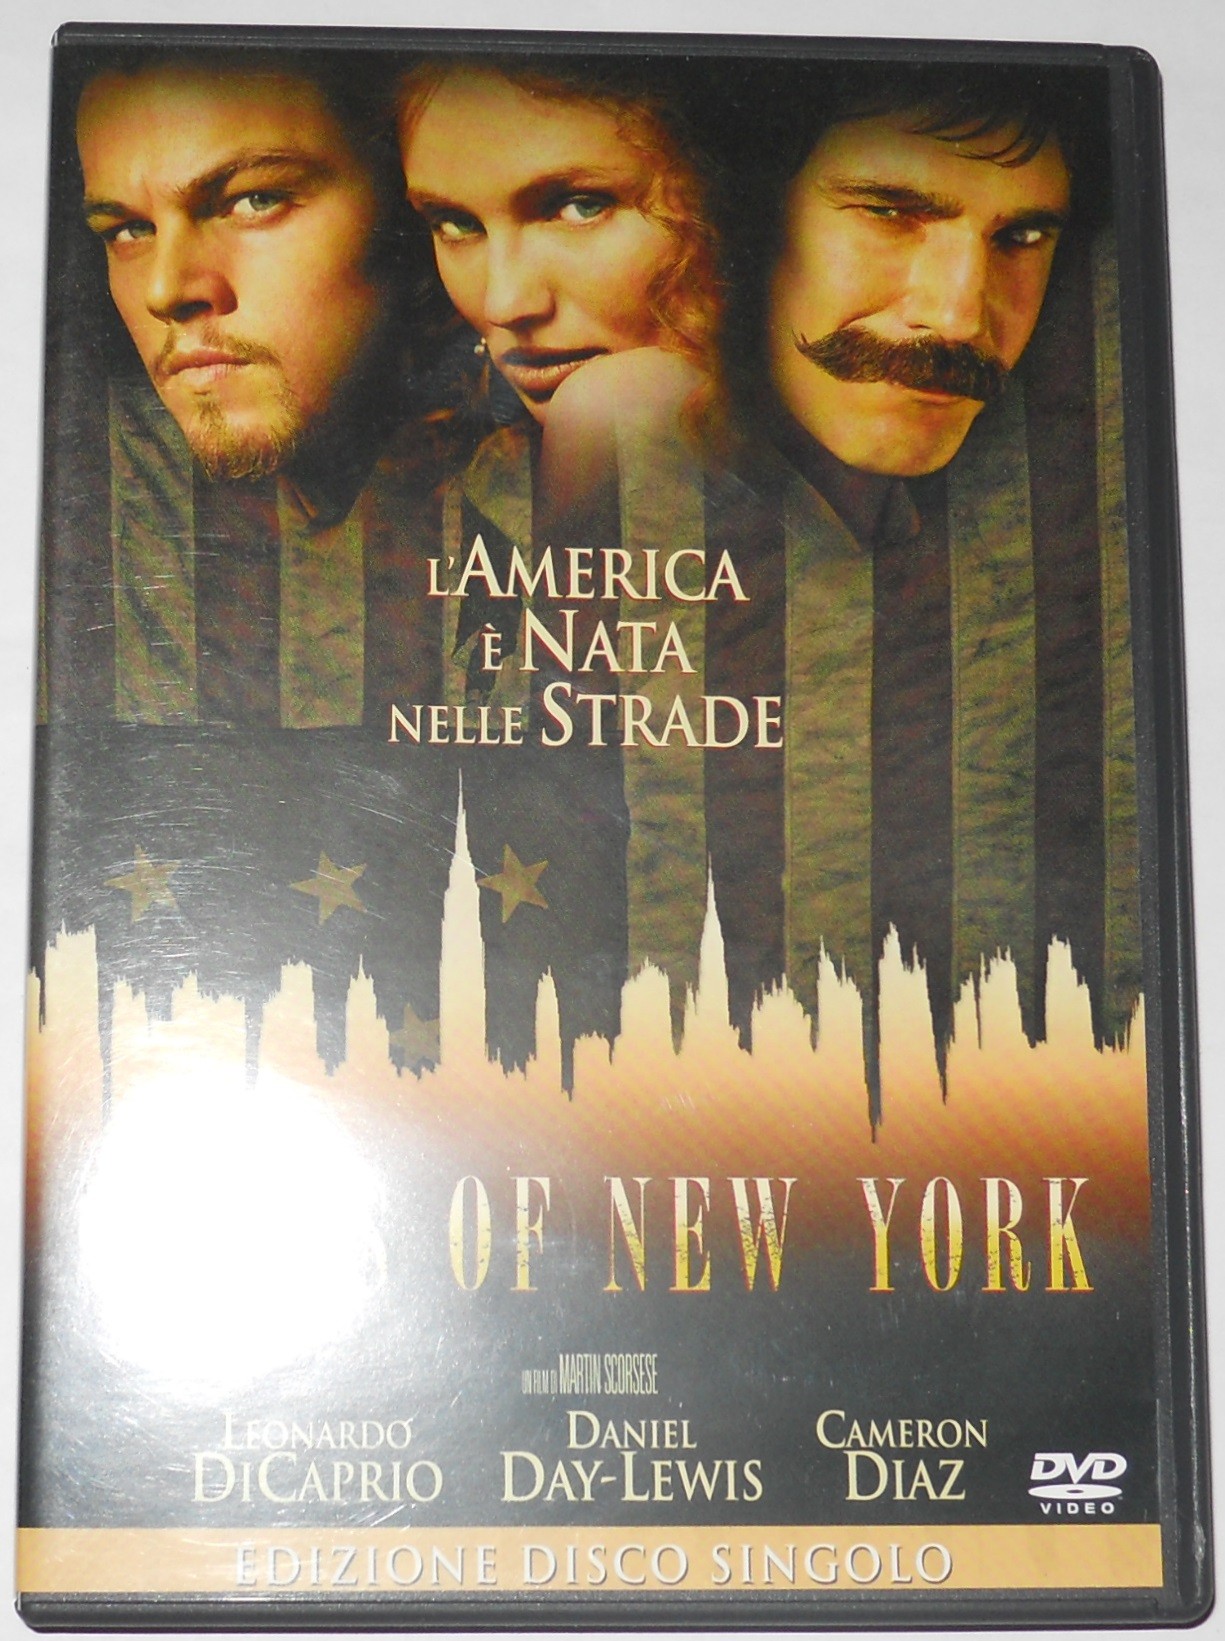 L'AMERICA
È NATA
NELLE STRADE
OF NEW YORK
UN FILM DI MARTIN SCORSESE
LEONARDO DICAPRIO
DANIEL DAY-LEWIS
CAMERON DIAZ
DVD
VIDEO
EDIZIONE DISCO SINGOLO